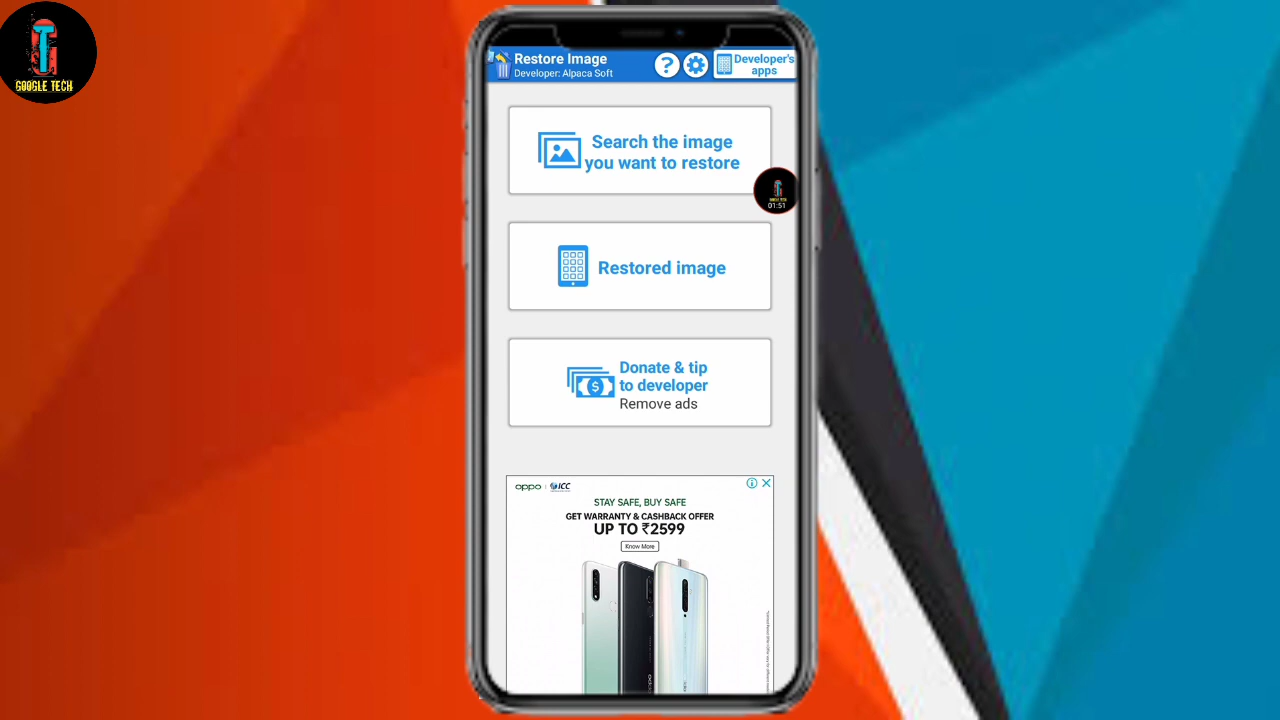 GOOGLE TECH
Restore Image
Developer: Alpaca Soft
?
Developer's
apps
Search the image
you want to restore
01:51
Restored image
Donate & tip
to developer
Remove ads
oppo ICC
STAY SAFE, BUY SAFE
GET WARRANTY & CASHBACK OFFER
UP TO ₹2599
Know More